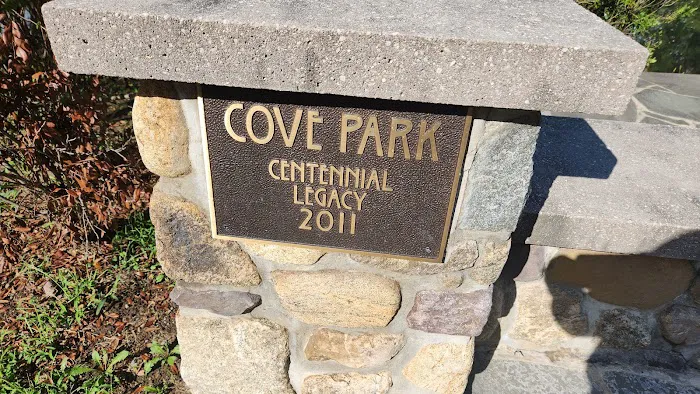 COVE PARK
CENTENNIAL
LEGACY
2011